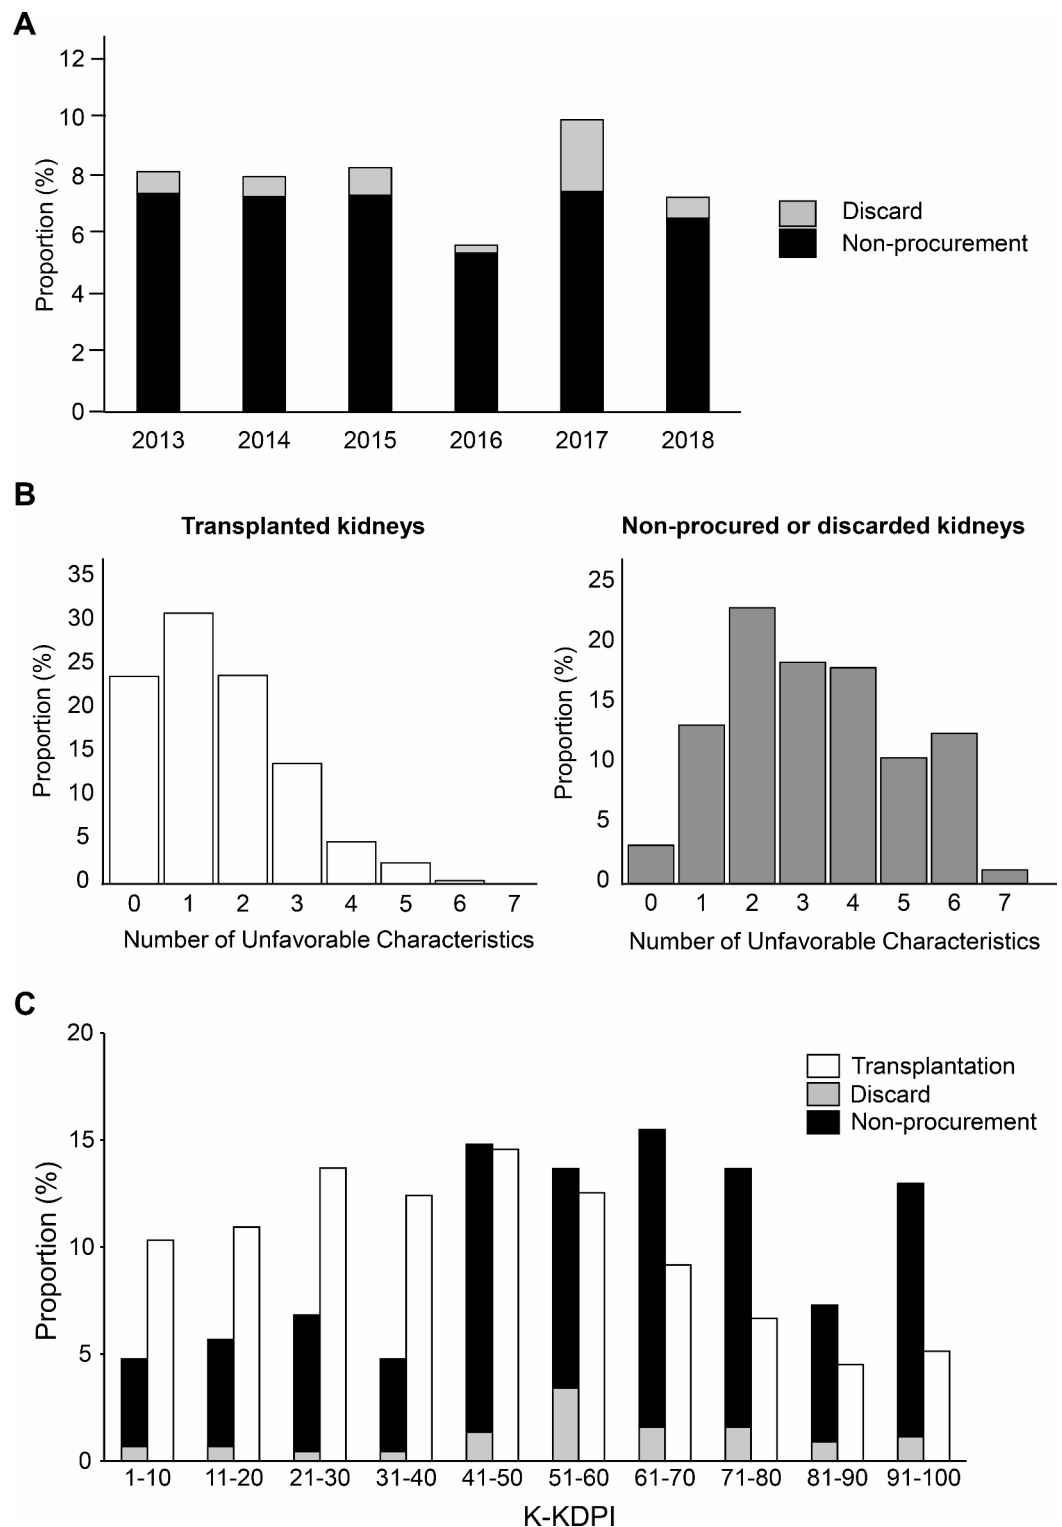 A
Proportion (%)
12
10
8
6
4
2
0
2013 2014 2015 2016 2017 2018
Discard
Non-procurement
B
Transplanted kidneys
Proportion (%)
35
30
25
20
15
10
5
0
0 1 2 3 4 5 6 7
Number of Unfavorable Characteristics
Non-procured or discarded kidneys
Proportion (%)
25
20
15
10
5
0
0 1 2 3 4 5 6 7
Number of Unfavorable Characteristics
C
Proportion (%)
20
15
10
5
0
Transplantation
Discard
Non-procurement
1-10 11-20 21-30 31-40 41-50 51-60 61-70 71-80 81-90 91-100
K-KDPI